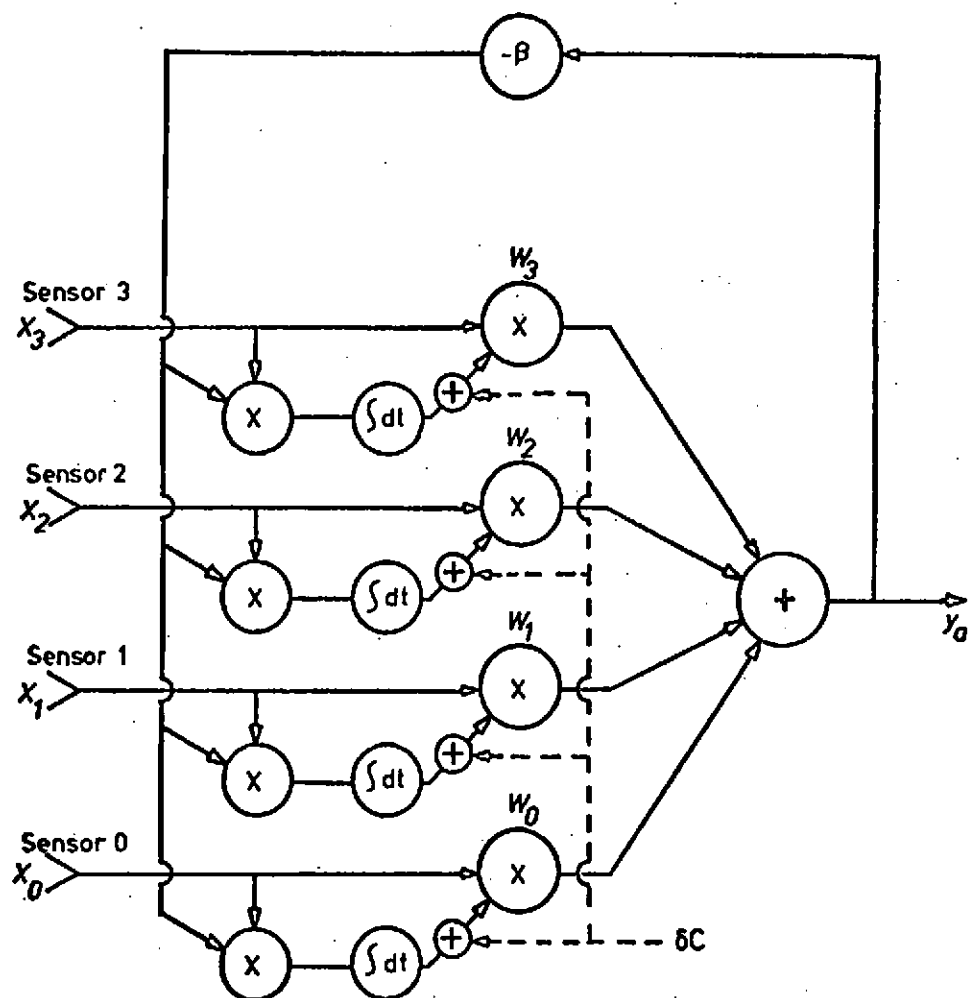 -β
W3
Sensor 3
X3
X
X
∫dt
+
W2
Sensor 2
X2
X
X
∫dt
+
W1
Sensor 1
X1
X
X
∫dt
+
+
ya
W0
Sensor 0
X0
X
X
∫dt
+
δC